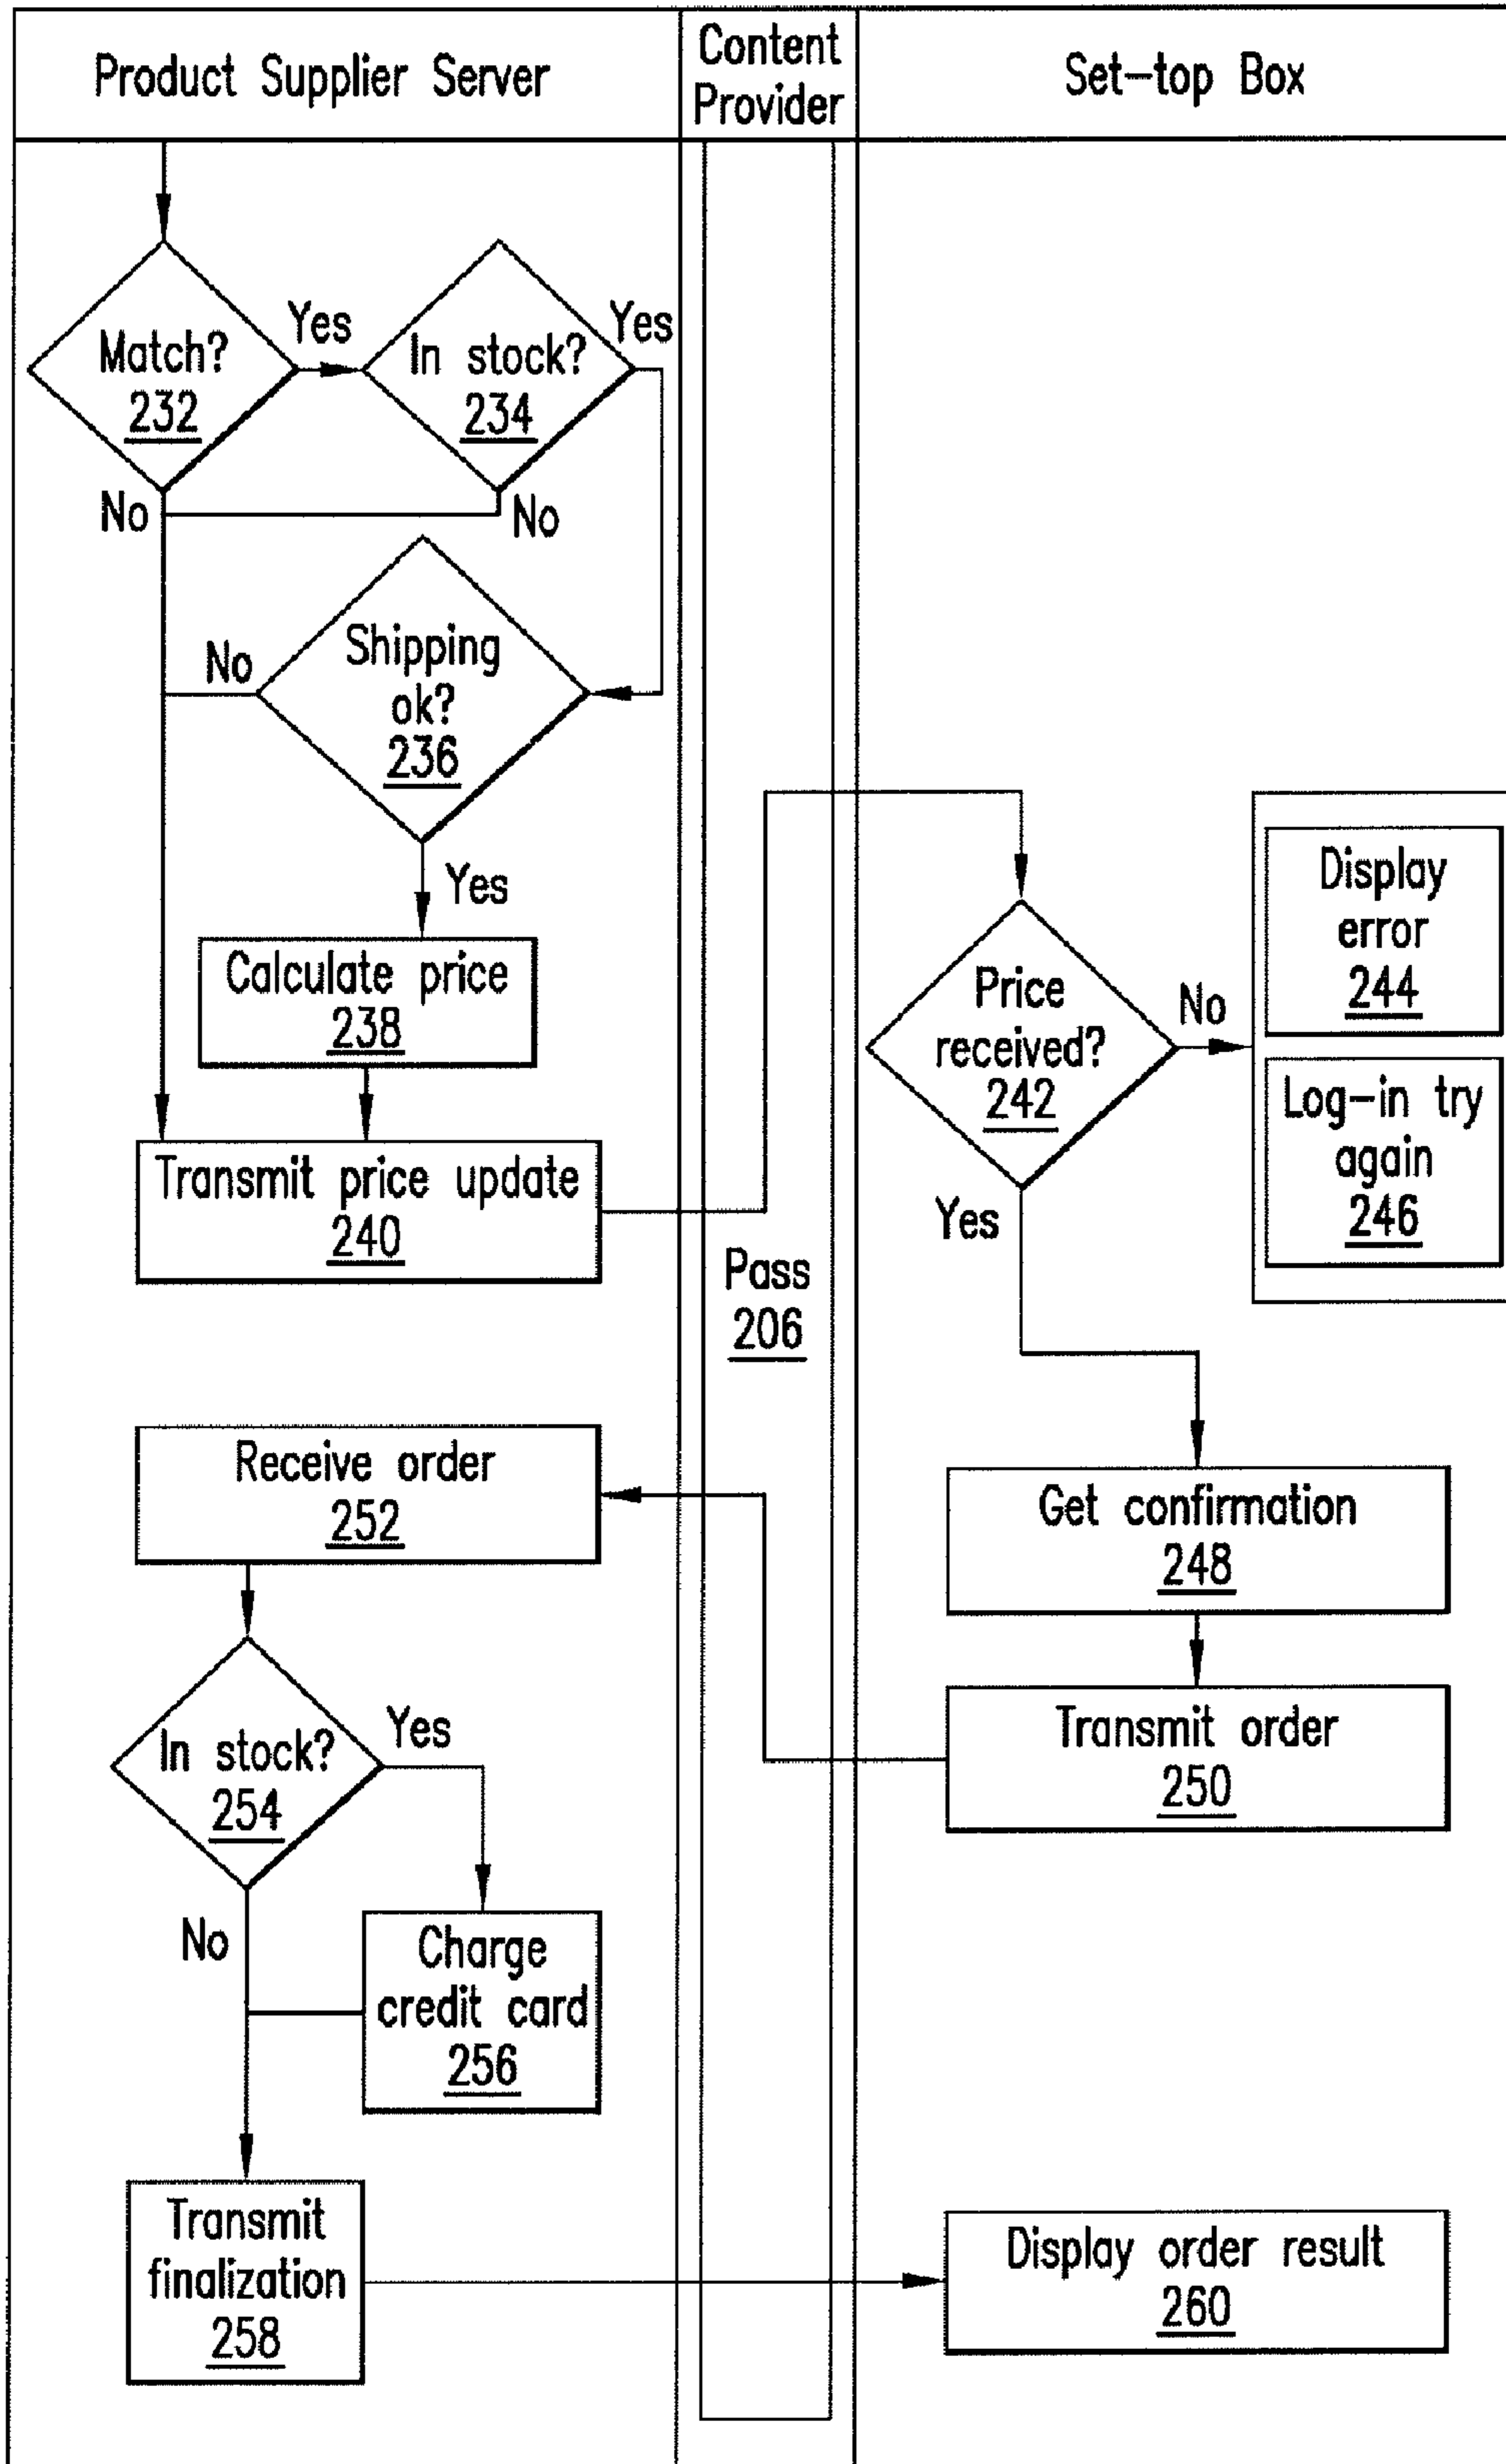 Product Supplier Server
Content
Provider
Set-top Box
Match?
232
Yes
In stock?
234
Yes
No
No
Shipping
ok?
236
No
Yes
Calculate price
238
Transmit price update
240
Pass
206
Price
received?
242
No
Yes
Display
error
244
Log-in try
again
246
Get confirmation
248
Transmit order
250
Receive order
252
In stock?
254
Yes
No
Charge
credit card
256
Transmit
finalization
258
Display order result
260